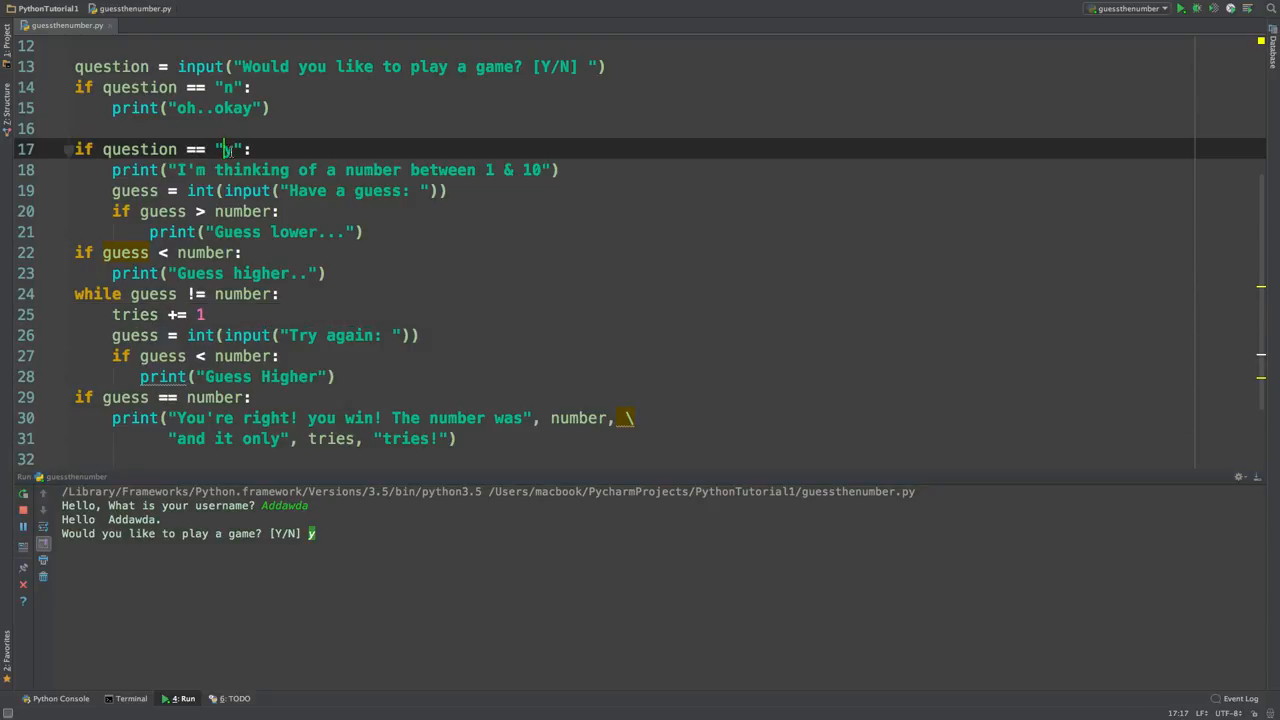 PythonTutorial1 guessthenumber.py guessthenumber
guessthenumber.py
1: Project
Z: Structure
2: Favorites
Database
12
13 question = input("Would you like to play a game? [Y/N] ")
14 if question == "n":
15 print("oh..okay")
16
17 if question == "y":
18 print("I'm thinking of a number between 1 & 10")
19 guess = int(input("Have a guess: "))
20 if guess > number:
21 print("Guess lower...")
22 if guess < number:
23 print("Guess higher..")
24 while guess != number:
25 tries += 1
26 guess = int(input("Try again: "))
27 if guess < number:
28 print("Guess Higher")
29 if guess == number:
30 print("You're right! you win! The number was", number, \
31 "and it only", tries, "tries!")
32
Run guessthenumber
/Library/Frameworks/Python.framework/Versions/3.5/bin/python3.5 /Users/macbook/PycharmProjects/PythonTutorial1/guessthenumber.py
Hello, What is your username? Addawda
Hello  Addawda.
Would you like to play a game? [Y/N] y
Python Console Terminal 4: Run 6: TODO Event Log
17:17 LF÷ UTF-8÷